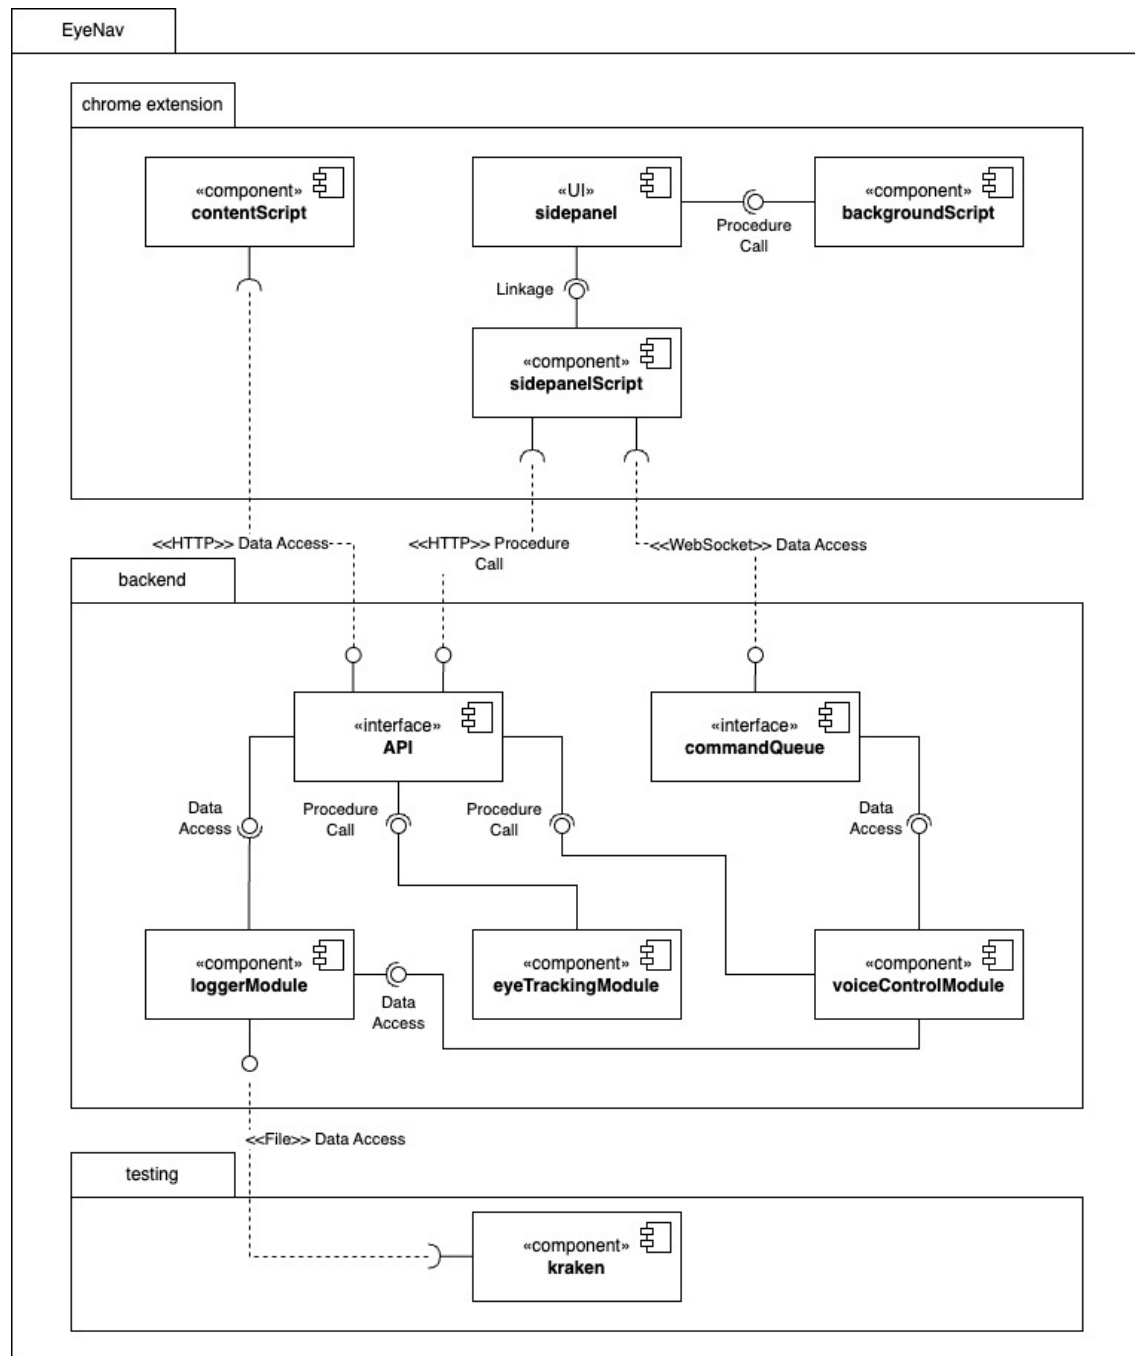 EyeNav
chrome extension
«component»
contentScript
«UI»
sidepanel
Procedure
Call
«component»
backgroundScript
Linkage
«component»
sidepanelScript
<<HTTP>> Data Access
<<HTTP>> Procedure
Call
<<WebSocket>> Data Access
backend
«interface»
API
«interface»
commandQueue
Data
Access
Procedure
Call
Procedure
Call
Data
Access
«component»
loggerModule
Data
Access
«component»
eyeTrackingModule
«component»
voiceControlModule
<<File>> Data Access
testing
«component»
kraken